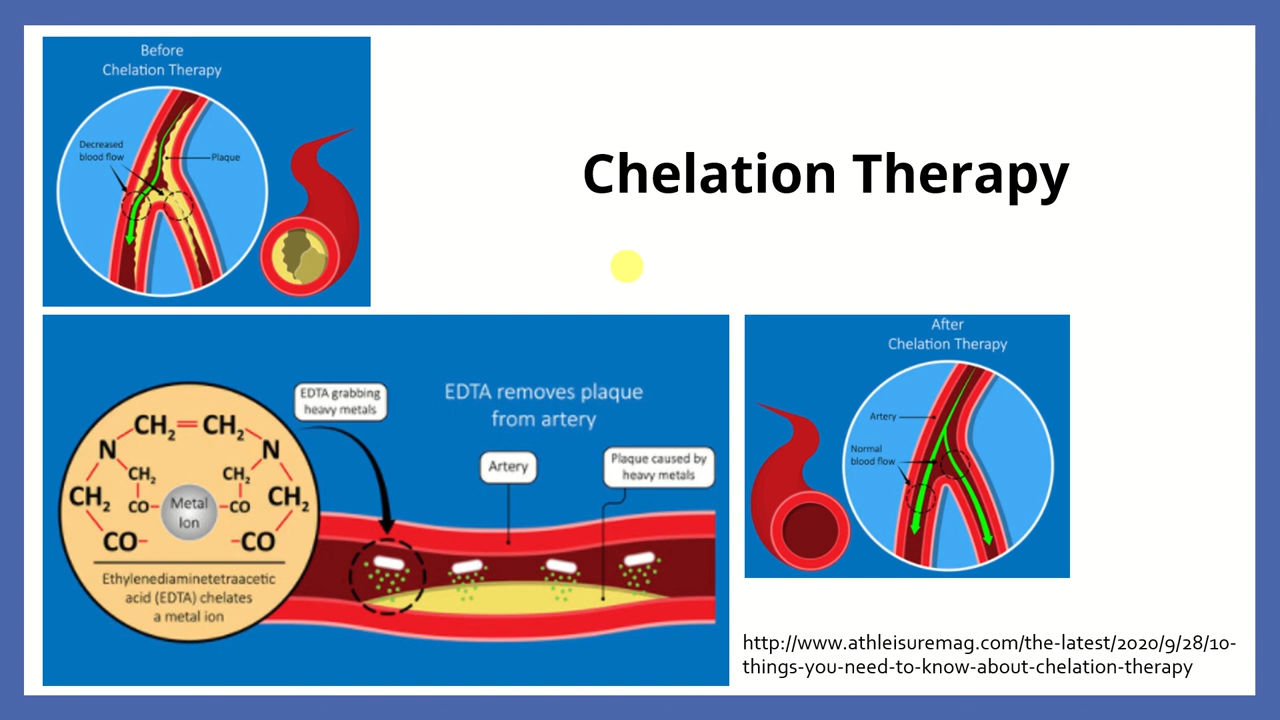 Before
Chelation Therapy
Decreased
blood flow
Plaque
Chelation Therapy
EDTA grabbing
heavy metals
EDTA removes plaque
from artery
Artery
Plaque caused by
heavy metals
CH2=CH2
N
N
CH2
CH2
CH2
CH2
CO
CO
Metal
Ion
CO-
-CO
Ethylenediaminetetraacetic
acid (EDTA) chelates
a metal ion
After
Chelation Therapy
Artery
Normal
blood flow
http://www.athleisuremag.com/the-latest/2020/9/28/10-
things-you-need-to-know-about-chelation-therapy